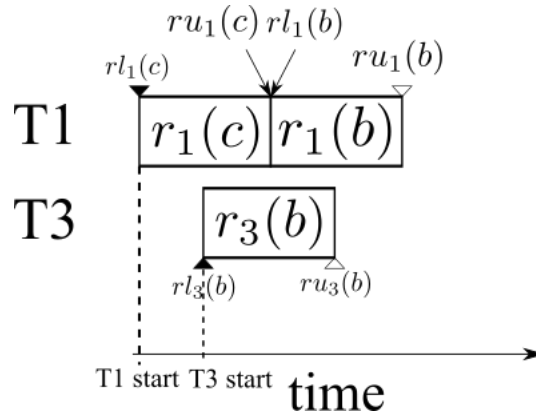 ru₁(c) rl₁(b)
rl₁(c) ru₁(b)
T1 r₁(c) r₁(b)
T3 r₃(b)
rl₃(b) ru₃(b)
T1 start T3 start time